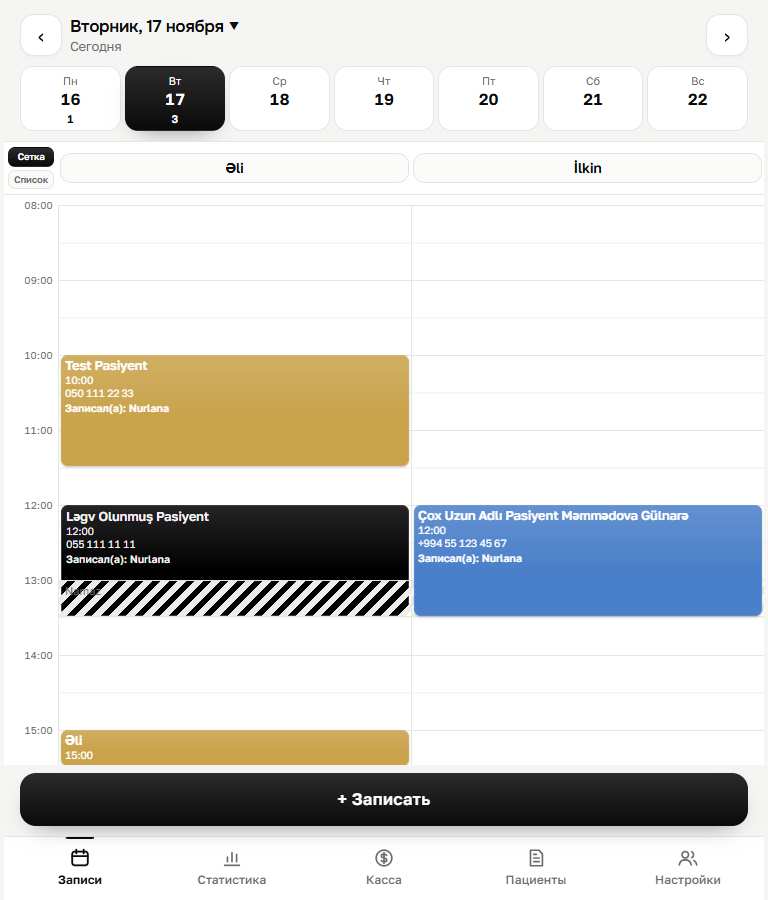 ‹
Вторник, 17 ноября ▼
Сегодня
›
Пн
16
1
Вт
17
3
Ср
18
Чт
19
Пт
20
Сб
21
Вс
22
Сетка
Список
Əli
İlkin
08:00
09:00
10:00
11:00
12:00
13:00
14:00
15:00
Test Pasiyent
10:00
050 111 22 33
Записал(а): Nurlana
Ləğv Olunmuş Pasiyent
12:00
055 111 11 11
Записал(а): Nurlana
Çox Uzun Adlı Pasiyent Məmmədova Gülnarə
12:00
+994 55 123 45 67
Записал(а): Nurlana
Əli
15:00
+ Записать
Записи
Статистика
Касса
Пациенты
Настройки